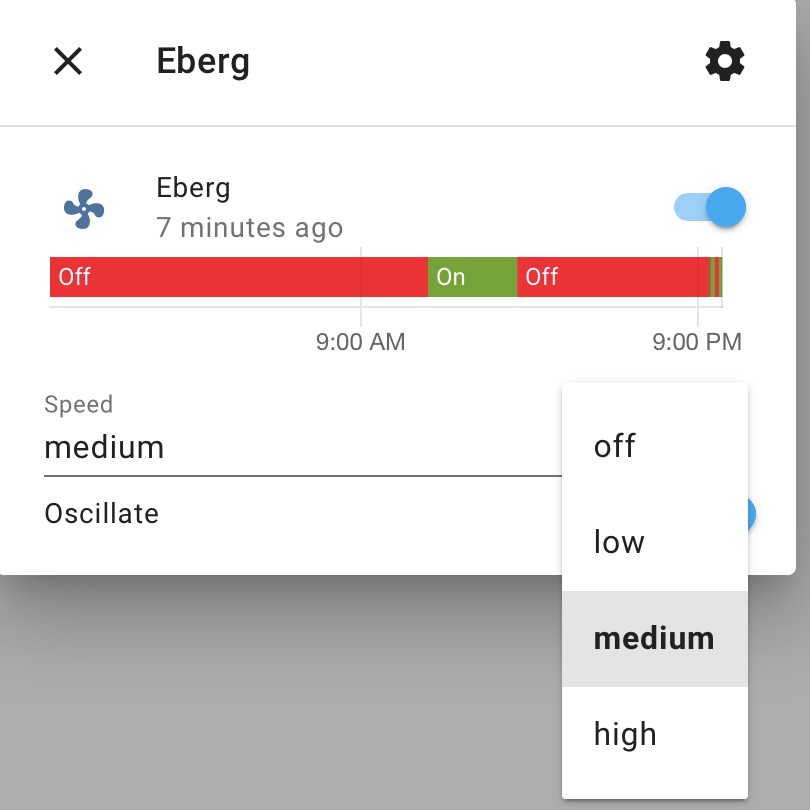 Eberg
Eberg
7 minutes ago
Off On Off
9:00 AM 9:00 PM
Speed
medium
Oscillate
off
low
medium
high